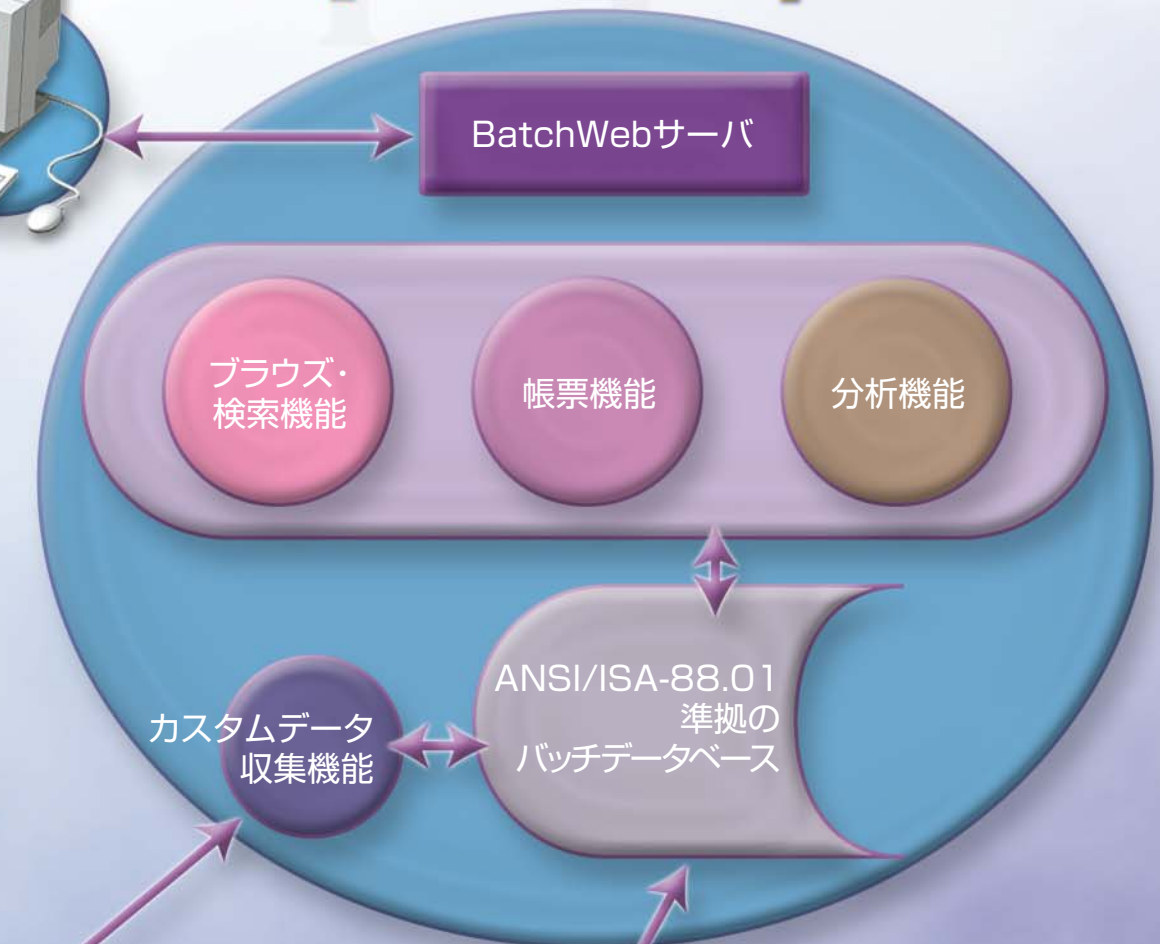 BatchWebサーバ
ブラウズ・
検索機能
帳票機能
分析機能
ANSI/ISA-88.01
準拠の
バッチデータベース
カスタムデータ
収集機能